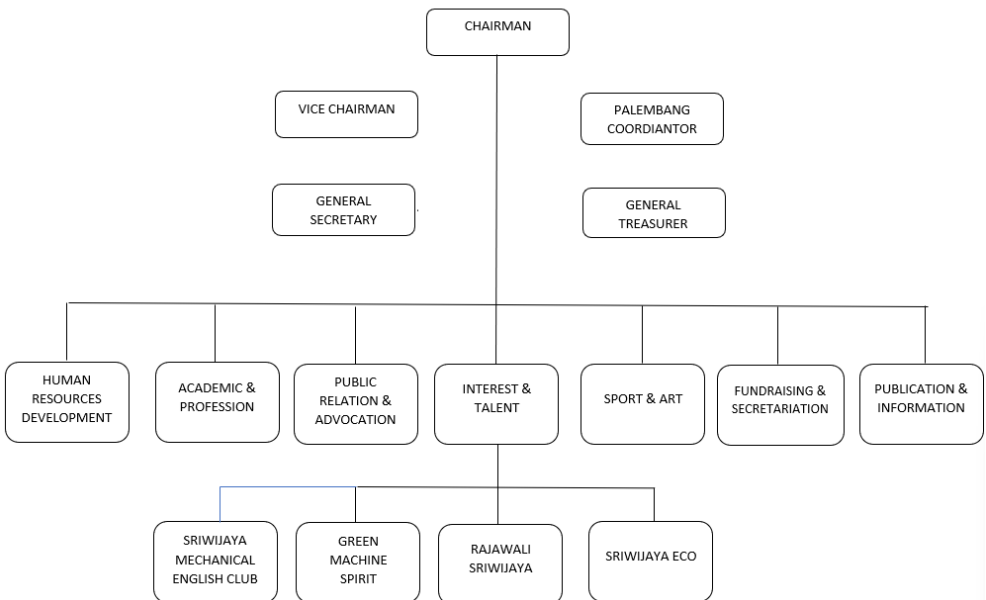 CHAIRMAN
VICE CHAIRMAN
PALEMBANG
COORDIANTOR
GENERAL
SECRETARY
GENERAL
TREASURER
HUMAN
RESOURCES
DEVELOPMENT
ACADEMIC &
PROFESSION
PUBLIC
RELATION &
ADVOCATION
INTEREST &
TALENT
SPORT & ART
FUNDRAISING &
SECRETARIATION
PUBLICATION &
INFORMATION
SRIWIJAYA
MECHANICAL
ENGLISH CLUB
GREEN
MACHINE
SPIRIT
RAJAWALI
SRIWIJAYA
SRIWIJAYA ECO